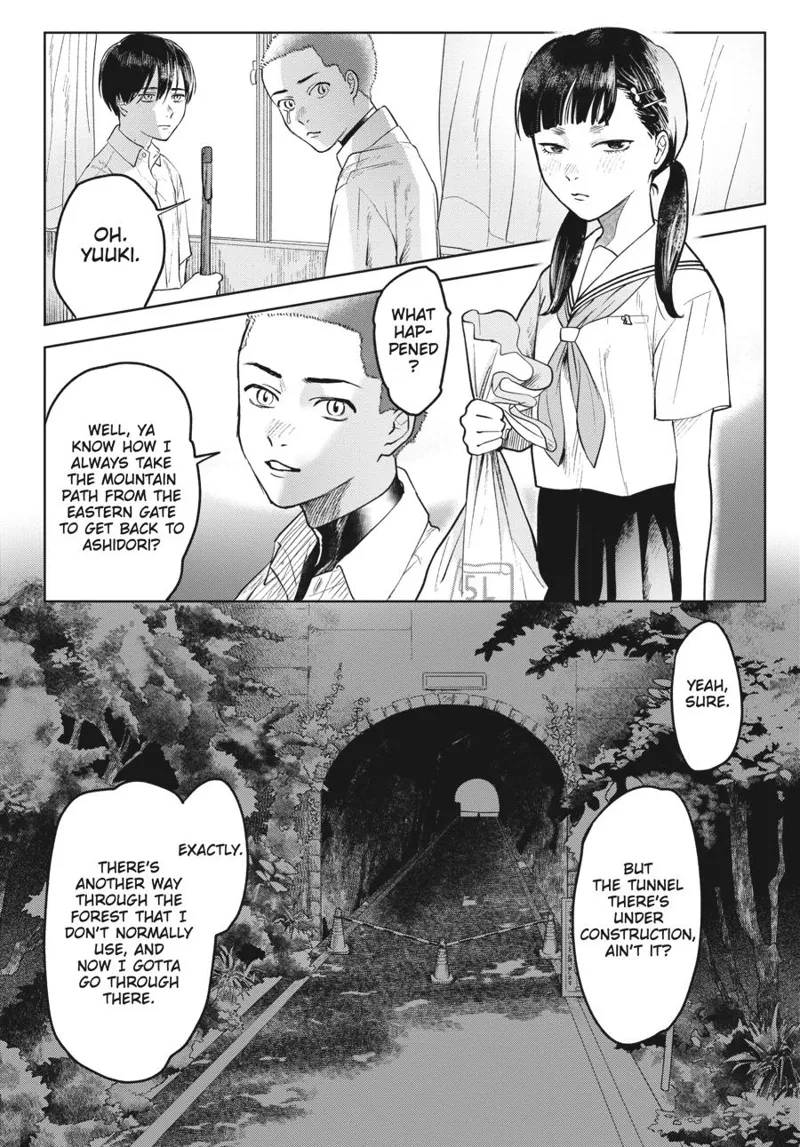 OH.
YUUKI.
WHAT
HAP-
PENED
?
WELL, YA
KNOW HOW I
ALWAYS TAKE
THE MOUNTAIN
PATH FROM THE
EASTERN GATE
TO GET BACK TO
ASHIDORI?
5L
YEAH,
SURE.
BUT
THE TUNNEL
THERE'S
UNDER
CONSTRUCTION,
AIN'T IT?
EXACTLY.
THERE'S
ANOTHER WAY
THROUGH THE
FOREST THAT I
DON'T NORMALLY
USE, AND
NOW I GOTTA
GO THROUGH
THERE.